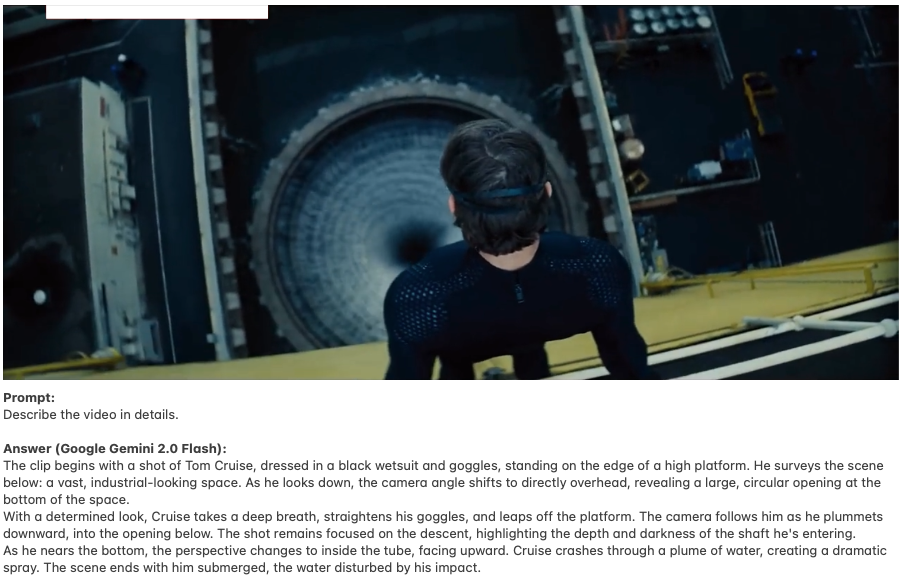 Prompt:
Describe the video in details.
Answer (Google Gemini 2.0 Flash):
The clip begins with a shot of Tom Cruise, dressed in a black wetsuit and goggles, standing on the edge of a high platform. He surveys the scene
below: a vast, industrial-looking space. As he looks down, the camera angle shifts to directly overhead, revealing a large, circular opening at the
bottom of the space.
With a determined look, Cruise takes a deep breath, straightens his goggles, and leaps off the platform. The camera follows him as he plummets
downward, into the opening below. The shot remains focused on the descent, highlighting the depth and darkness of the shaft he's entering.
As he nears the bottom, the perspective changes to inside the tube, facing upward. Cruise crashes through a plume of water, creating a dramatic
spray. The scene ends with him submerged, the water disturbed by his impact.